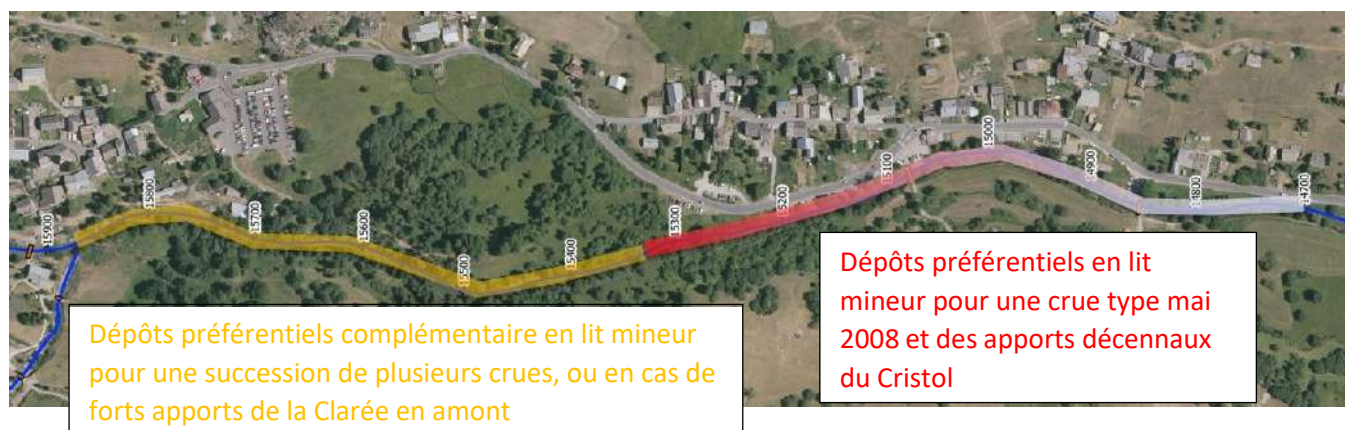 15900
15800
15700
15600
15500
15400
15300
15200
15100
15000
14900
14800
14700
Dépôts préférentiels complémentaire en lit mineur
pour une succession de plusieurs crues, ou en cas de
forts apports de la Clarée en amont
Dépôts préférentiels en lit
mineur pour une crue type mai
2008 et des apports décennaux
du Cristol